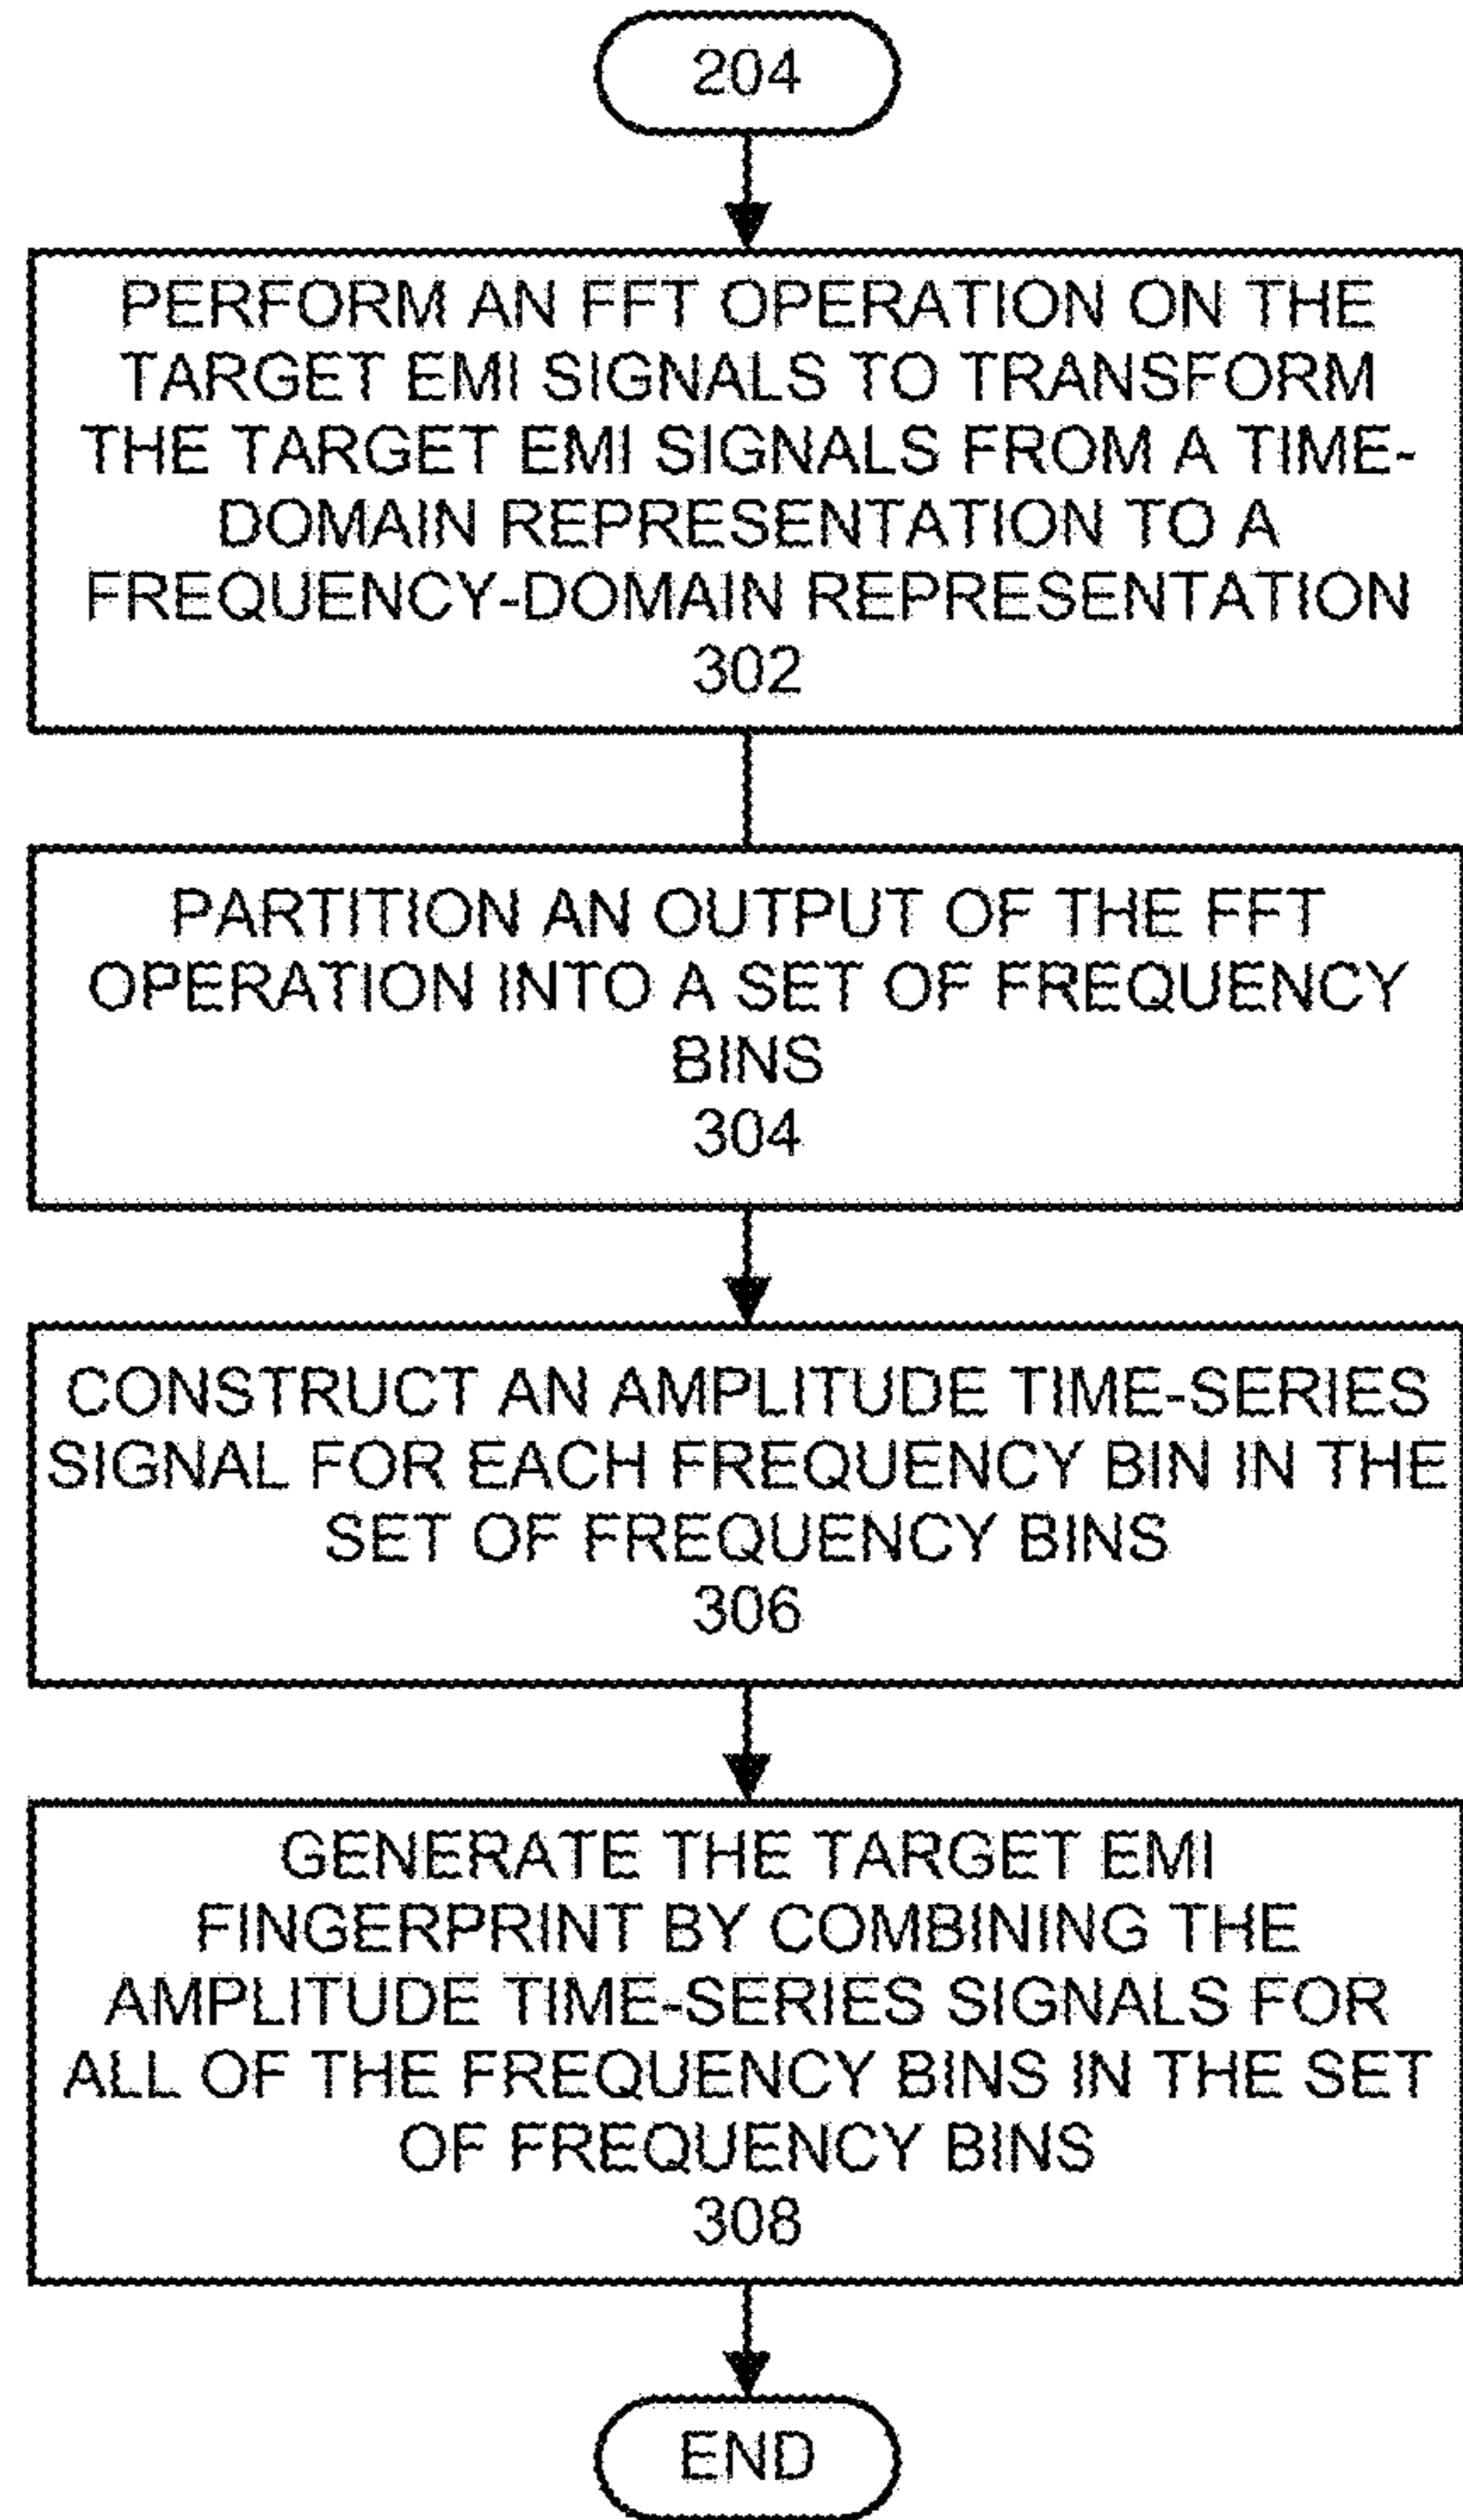 204
PERFORM AN FFT OPERATION ON THE
TARGET EMI SIGNALS TO TRANSFORM
THE TARGET EMI SIGNALS FROM A TIME-
DOMAIN REPRESENTATION TO A
FREQUENCY-DOMAIN REPRESENTATION
302
PARTITION AN OUTPUT OF THE FFT
OPERATION INTO A SET OF FREQUENCY
BINS
304
CONSTRUCT AN AMPLITUDE TIME-SERIES
SIGNAL FOR EACH FREQUENCY BIN IN THE
SET OF FREQUENCY BINS
306
GENERATE THE TARGET EMI
FINGERPRINT BY COMBINING THE
AMPLITUDE TIME-SERIES SIGNALS FOR
ALL OF THE FREQUENCY BINS IN THE SET
OF FREQUENCY BINS
308
END